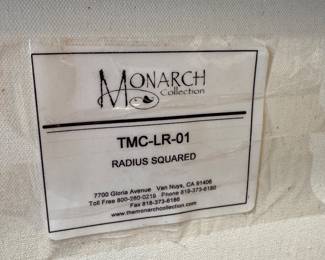 MONARCH
Collection
TMC-LR-01
RADIUS SQUARED
7700 Gloria Avenue Van Nuys, CA 91406
Toll Free 800-260-0219 Phone 818-373-6180
Fax 818-373-6186
www.themonarchcollection.com